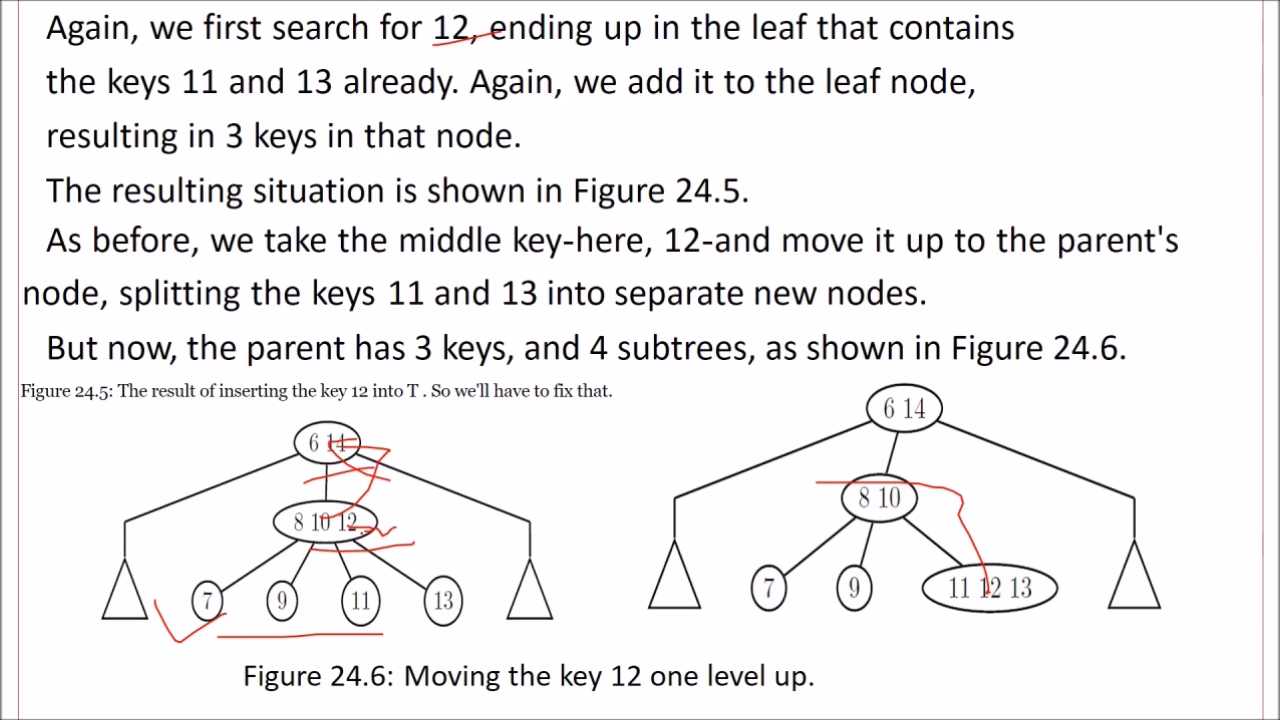 Again, we first search for 12, ending up in the leaf that contains
the keys 11 and 13 already. Again, we add it to the leaf node,
resulting in 3 keys in that node.
The resulting situation is shown in Figure 24.5.
As before, we take the middle key-here, 12-and move it up to the parent's
node, splitting the keys 11 and 13 into separate new nodes.
But now, the parent has 3 keys, and 4 subtrees, as shown in Figure 24.6.
Figure 24.5: The result of inserting the key 12 into T . So we'll have to fix that.
6 14
8 10 12
7 9 11 13
6 14
8 10
7 9 11 12 13
Figure 24.6: Moving the key 12 one level up.